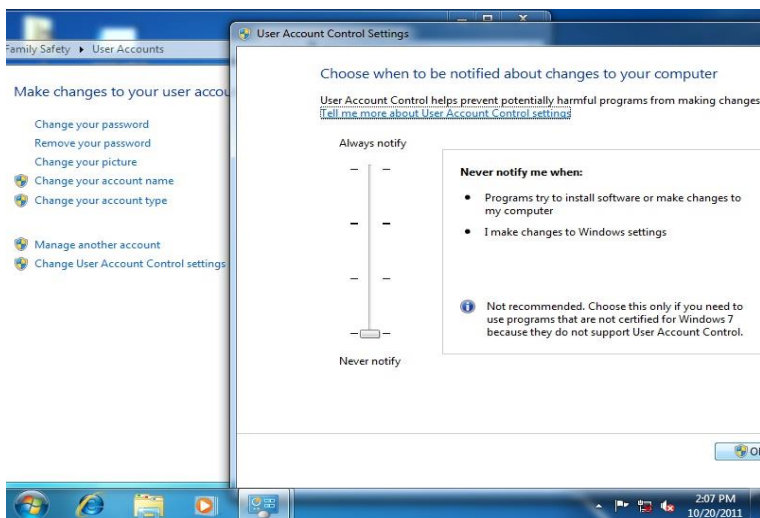 User Account Control Settings
Family Safety ▸ User Accounts
Make changes to your user accou
Change your password
Remove your password
Change your picture
Change your account name
Change your account type
Manage another account
Change User Account Control settings
Choose when to be notified about changes to your computer
User Account Control helps prevent potentially harmful programs from making changes
Tell me more about User Account Control settings
Always notify
Never notify me when:
• Programs try to install software or make changes to
my computer
• I make changes to Windows settings
Not recommended. Choose this only if you need to
use programs that are not certified for Windows 7
because they do not support User Account Control.
Never notify
2:07 PM
10/20/2011